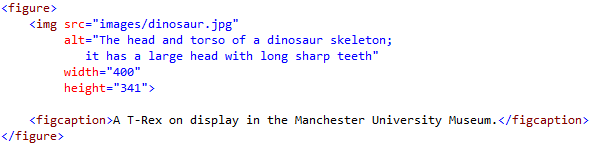 <figure>
<img src="images/dinosaur.jpg"
alt="The head and torso of a dinosaur skeleton;
it has a large head with long sharp teeth"
width="400"
height="341">
<figcaption>A T-Rex on display in the Manchester University Museum.</figcaption>
</figure>